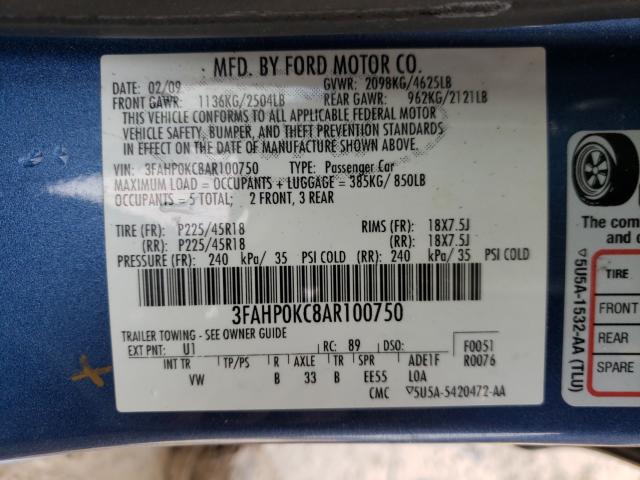 MFD. BY FORD MOTOR CO.
DATE: 02/09 GVWR: 2098KG/4625LB
FRONT GAWR: 1136KG/2504LB REAR GAWR: 962KG/2121LB
THIS VEHICLE CONFORMS TO ALL APPLICABLE FEDERAL MOTOR
VEHICLE SAFETY, BUMPER, AND THEFT PREVENTION STANDARDS
IN EFFECT ON THE DATE OF MANUFACTURE SHOWN ABOVE.
VIN: 3FAHP0KC8AR100750 TYPE: Passenger Car
MAXIMUM LOAD = OCCUPANTS + LUGGAGE = 385KG/ 850LB
OCCUPANTS = 5 TOTAL; 2 FRONT, 3 REAR
TIRE (FR): P225/45R18 RIMS (FR): 18X7.5J
(RR): P225/45R18 (RR): 18X7.5J
PRESSURE (FR): 240 kPa/ 35 PSI COLD (RR): 240 kPa/ 35 PSI COLD
3FAHP0KC8AR100750
TRAILER TOWING - SEE OWNER GUIDE
EXT PNT: U1 RC: 89 DSO: F0051
INT TR TP/PS R AXLE TR SPR ADE1F R0076
VW B 33 B EE55 LOA
CMC ▽5U5A-5420472-AA
The com
▽5U5A-1532-AA (TLU)
TIRE
FRONT
REAR
SPARE